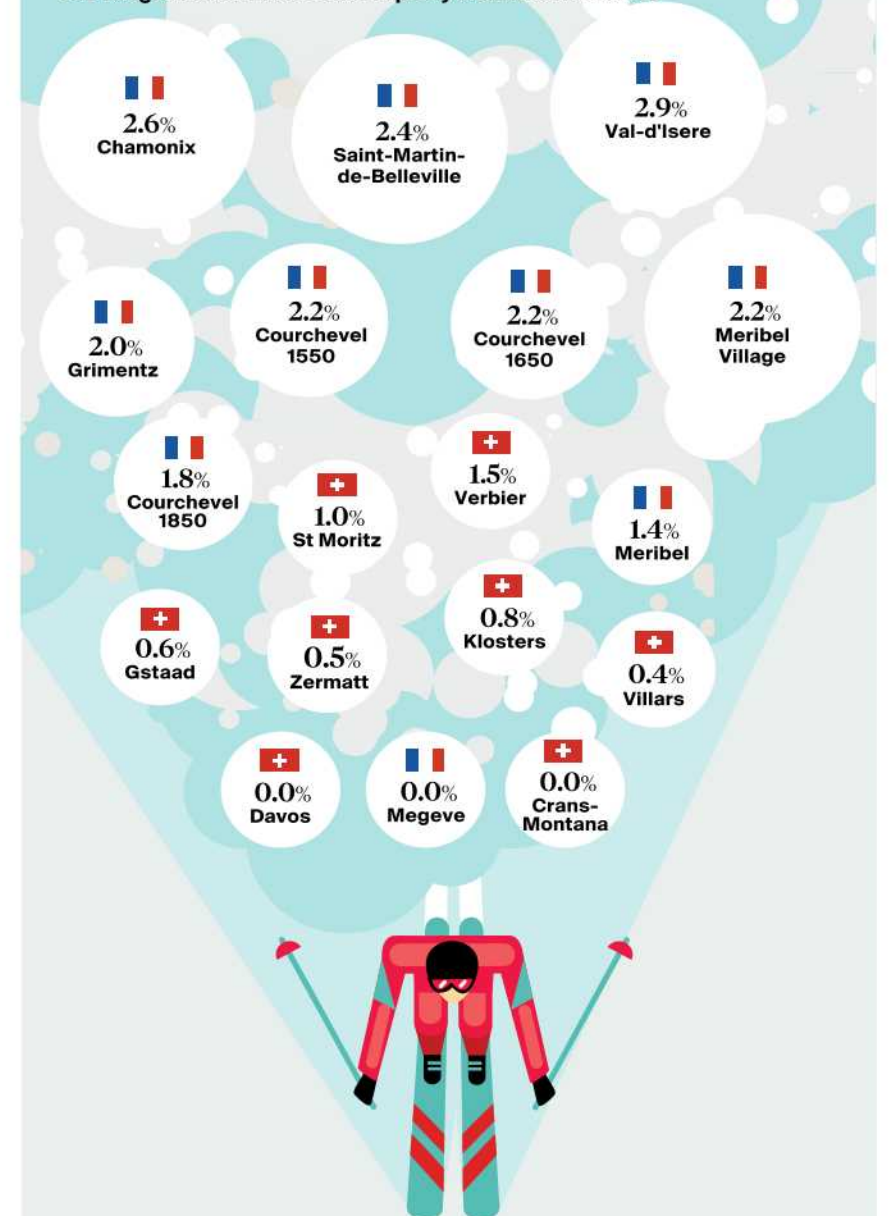 2.6%
Chamonix
2.4%
Saint-Martin-
de-Belleville
2.9%
Val-d'Isere
2.0%
Grimentz
2.2%
Courchevel
1550
2.2%
Courchevel
1650
2.2%
Meribel
Village
1.8%
Courchevel
1850
1.0%
St Moritz
1.5%
Verbier
1.4%
Meribel
0.6%
Gstaad
0.5%
Zermatt
0.8%
Klosters
0.4%
Villars
0.0%
Davos
0.0%
Megeve
0.0%
Crans-
Montana